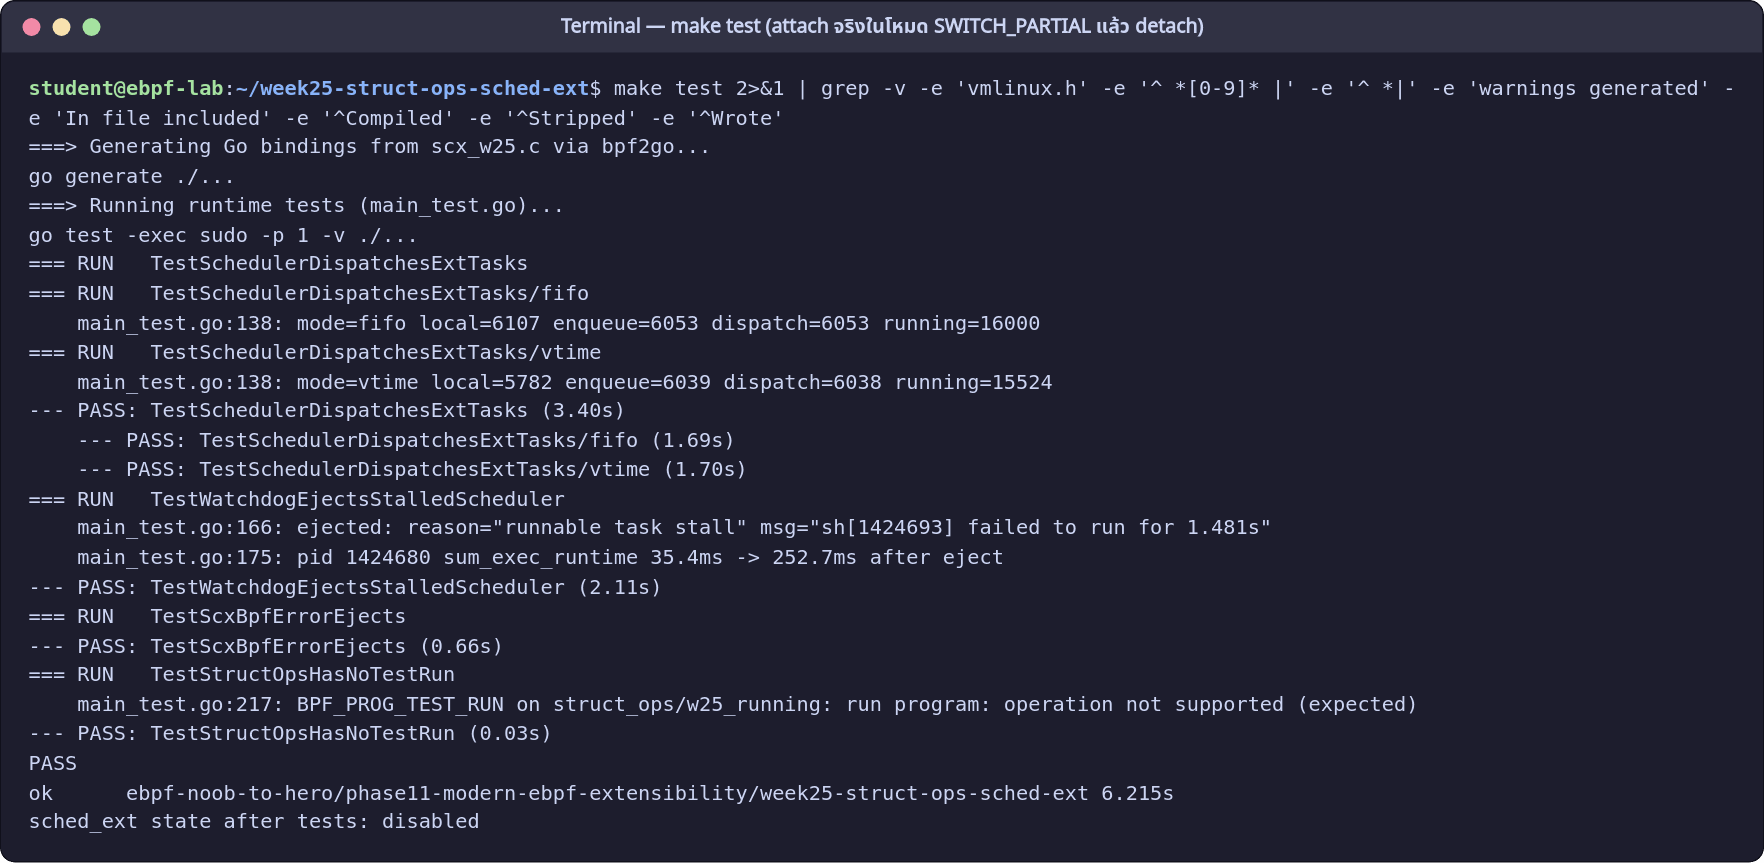 Terminal — make test (attach จริงในโหมด SWITCH_PARTIAL แล้ว detach)
student@ebpf-lab:~/week25-struct-ops-sched-ext$ make test 2>&1 | grep -v -e 'vmlinux.h' -e '^ *[0-9]* |' -e '^ *|' -e 'warnings generated' -
e 'In file included' -e '^Compiled' -e '^Stripped' -e '^Wrote'
===> Generating Go bindings from scx_w25.c via bpf2go...
go generate ./...
===> Running runtime tests (main_test.go)...
go test -exec sudo -p 1 -v ./...
=== RUN   TestSchedulerDispatchesExtTasks
=== RUN   TestSchedulerDispatchesExtTasks/fifo
    main_test.go:138: mode=fifo local=6107 enqueue=6053 dispatch=6053 running=16000
=== RUN   TestSchedulerDispatchesExtTasks/vtime
    main_test.go:138: mode=vtime local=5782 enqueue=6039 dispatch=6038 running=15524
--- PASS: TestSchedulerDispatchesExtTasks (3.40s)
    --- PASS: TestSchedulerDispatchesExtTasks/fifo (1.69s)
    --- PASS: TestSchedulerDispatchesExtTasks/vtime (1.70s)
=== RUN   TestWatchdogEjectsStalledScheduler
    main_test.go:166: ejected: reason="runnable task stall" msg="sh[1424693] failed to run for 1.481s"
    main_test.go:175: pid 1424680 sum_exec_runtime 35.4ms -> 252.7ms after eject
--- PASS: TestWatchdogEjectsStalledScheduler (2.11s)
=== RUN   TestScxBpfErrorEjects
--- PASS: TestScxBpfErrorEjects (0.66s)
=== RUN   TestStructOpsHasNoTestRun
    main_test.go:217: BPF_PROG_TEST_RUN on struct_ops/w25_running: run program: operation not supported (expected)
--- PASS: TestStructOpsHasNoTestRun (0.03s)
PASS
ok      ebpf-noob-to-hero/phase11-modern-ebpf-extensibility/week25-struct-ops-sched-ext 6.215s
sched_ext state after tests: disabled